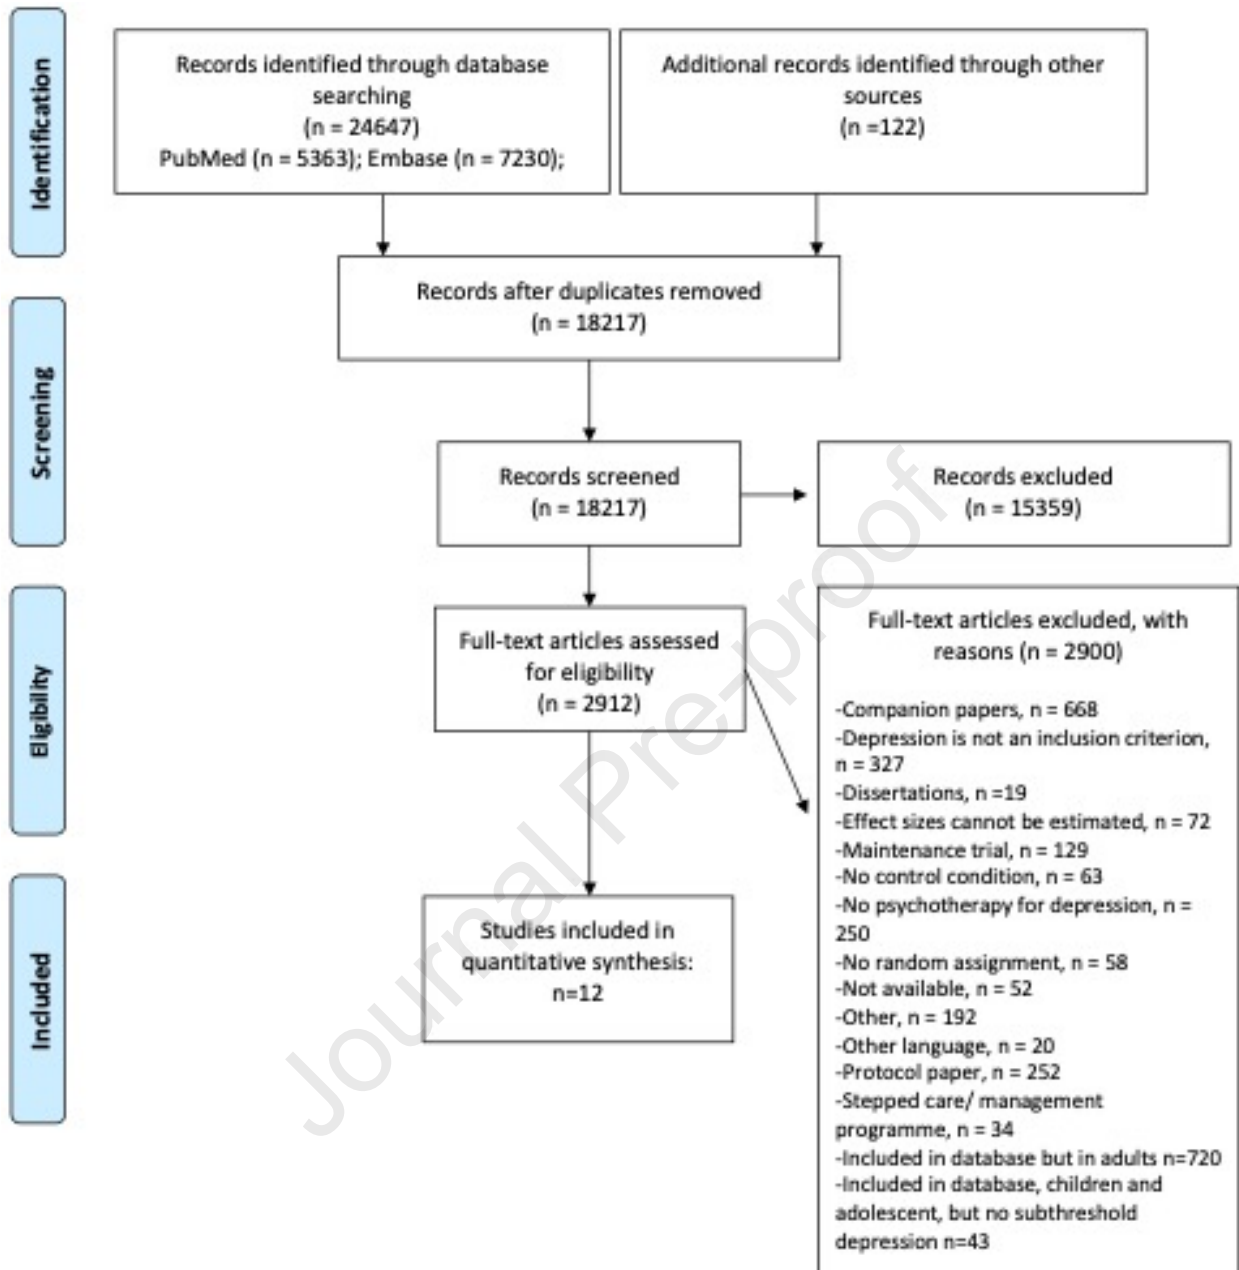 Identification
Records identified through database
searching
(n = 24647)
PubMed (n = 5363); Embase (n = 7230);
Additional records identified through other
sources
(n =122)
Records after duplicates removed
(n = 18217)
Screening
Records screened
(n = 18217)
Records excluded
(n = 15359)
Eligibility
Full-text articles assessed
for eligibility
(n = 2912)
Full-text articles excluded, with
reasons (n = 2900)
-Companion papers, n = 668
-Depression is not an inclusion criterion,
n = 327
-Dissertations, n =19
-Effect sizes cannot be estimated, n = 72
-Maintenance trial, n = 129
-No control condition, n = 63
-No psychotherapy for depression, n =
250
-No random assignment, n = 58
-Not available, n = 52
-Other, n = 192
-Other language, n = 20
-Protocol paper, n = 252
-Stepped care/ management
programme, n = 34
-Included in database but in adults n=720
-Included in database, children and
adolescent, but no subthreshold
depression n=43
Included
Studies included in
quantitative synthesis:
n=12
Journal Pre-proof